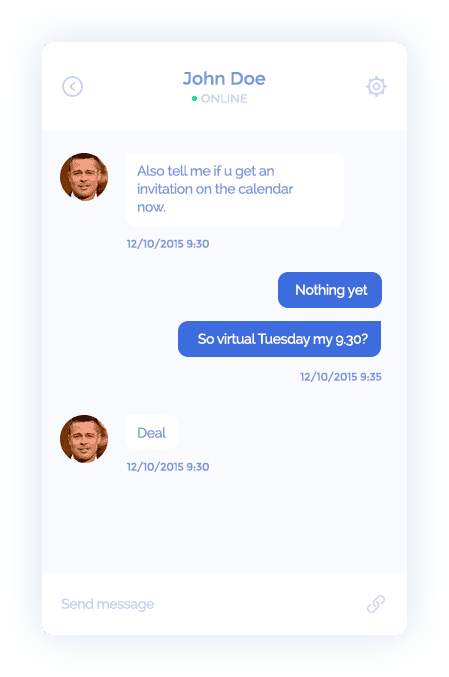 John Doe
ONLINE
Also tell me if u get an
invitation on the calendar
now.
12/10/2015 9:30
Nothing yet
So virtual Tuesday my 9.30?
12/10/2015 9:35
Deal
12/10/2015 9:30
Send message